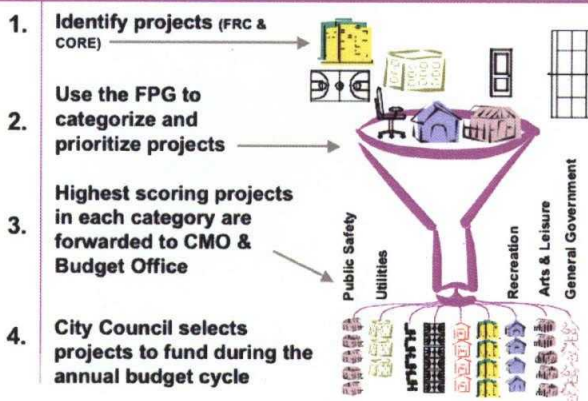 1. Identify projects (FRC &
CORE)
2. Use the FPG to
categorize and
prioritize projects
3. Highest scoring projects
in each category are
forwarded to CMO &
Budget Office
4. City Council selects
projects to fund during the
annual budget cycle
Public Safety
Utilities
Recreation
Arts & Leisure
General Government